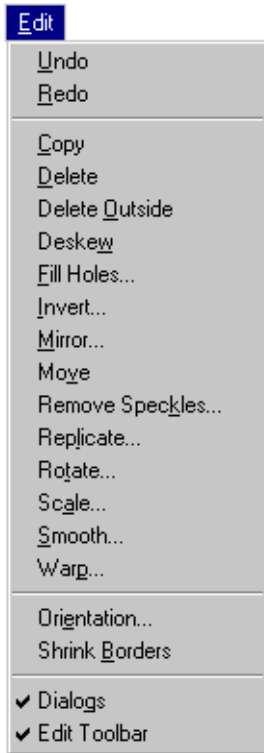 Edit
Undo
Redo
Copy
Delete
Delete Outside
Deskew
Fill Holes...
Invert...
Mirror...
Move
Remove Speckles...
Replicate...
Rotate...
Scale...
Smooth...
Warp...
Orientation...
Shrink Borders
Dialogs
Edit Toolbar